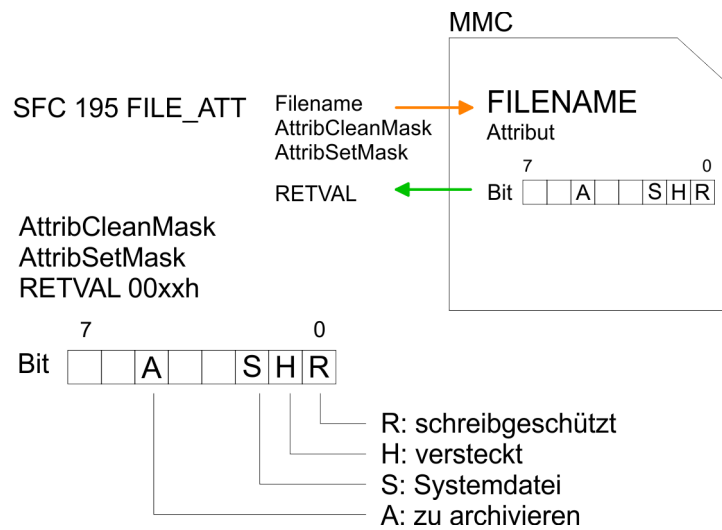 MMC
SFC 195 FILE_ATT
Filename
AttribCleanMask
AttribSetMask
RETVAL
FILENAME
Attribut
7 0
Bit A S H R
AttribCleanMask
AttribSetMask
RETVAL 00xxh
7 0
Bit A S H R
R: schreibgeschützt
H: versteckt
S: Systemdatei
A: zu archivieren